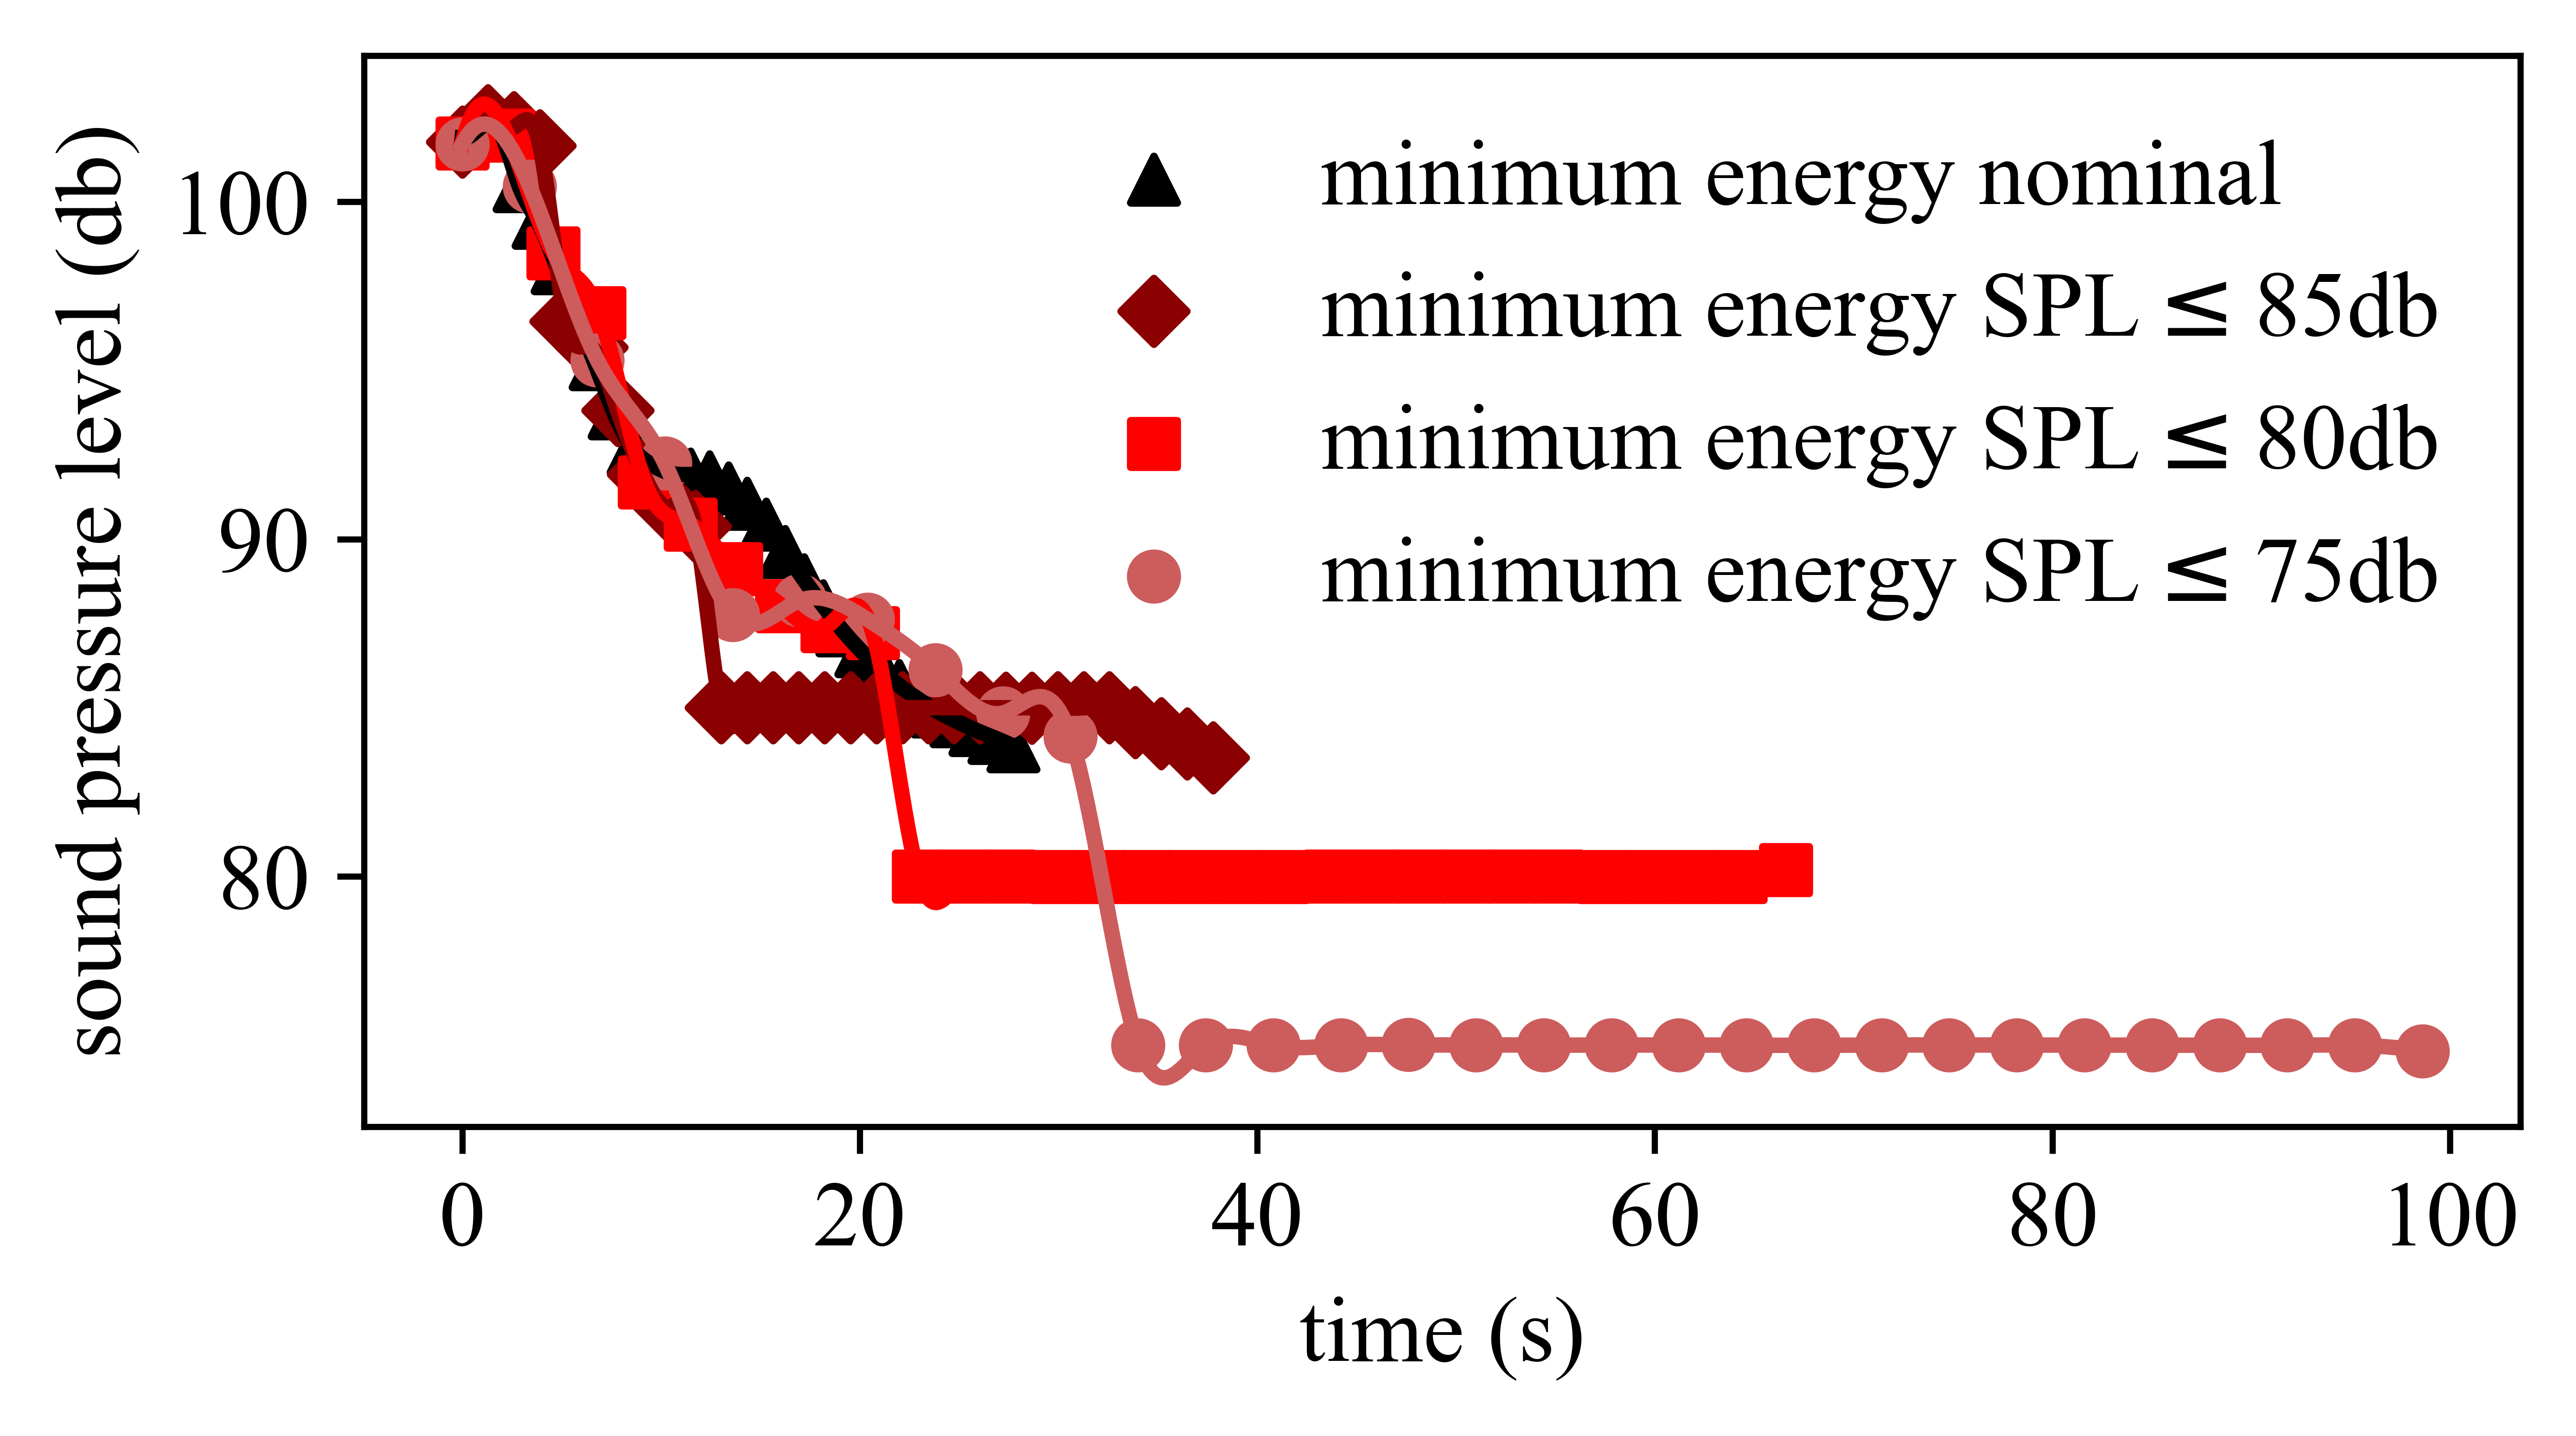 sound pressure level (db)
100
90
80
minimum energy nominal
minimum energy SPL ≤ 85db
minimum energy SPL ≤ 80db
minimum energy SPL ≤ 75db
0 20 40 60 80 100
time (s)